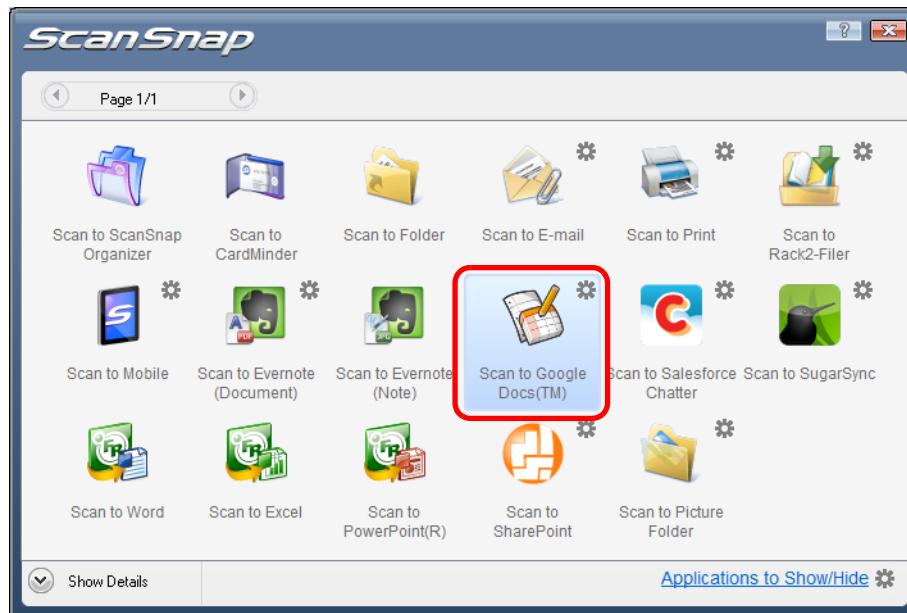 ScanSnap
?
Page 1/1
Scan to ScanSnap
Organizer
Scan to
CardMinder
Scan to Folder
Scan to E-mail
Scan to Print
Scan to
Rack2-Filer
Scan to Mobile
Scan to Evernote
(Document)
Scan to Evernote
(Note)
Scan to Google
Docs(TM)
Scan to Salesforce
Chatter
Scan to SugarSync
Scan to Word
Scan to Excel
Scan to
PowerPoint(R)
Scan to
SharePoint
Scan to Picture
Folder
Show Details
Applications to Show/Hide